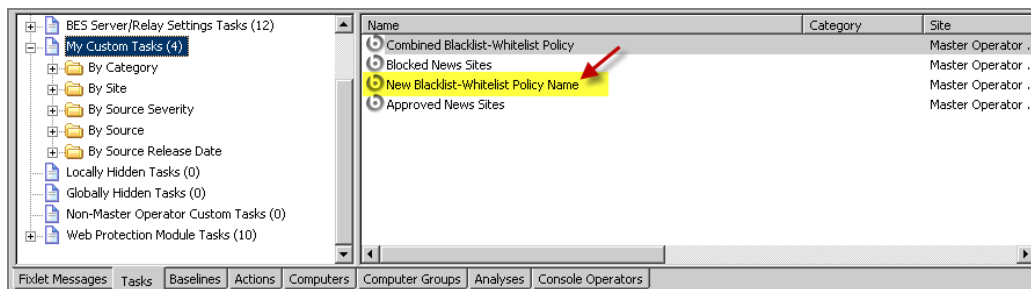 BES Server/Relay Settings Tasks (12)
My Custom Tasks (4)
By Category
By Site
By Source Severity
By Source
By Source Release Date
Locally Hidden Tasks (0)
Globally Hidden Tasks (0)
Non-Master Operator Custom Tasks (0)
Web Protection Module Tasks (10)
Name Category Site
Combined Blacklist-Whitelist Policy Master Operator .
Blocked News Sites Master Operator .
New Blacklist-Whitelist Policy Name Master Operator .
Approved News Sites Master Operator .
Fixlet Messages Tasks Baselines Actions Computers Computer Groups Analyses Console Operators